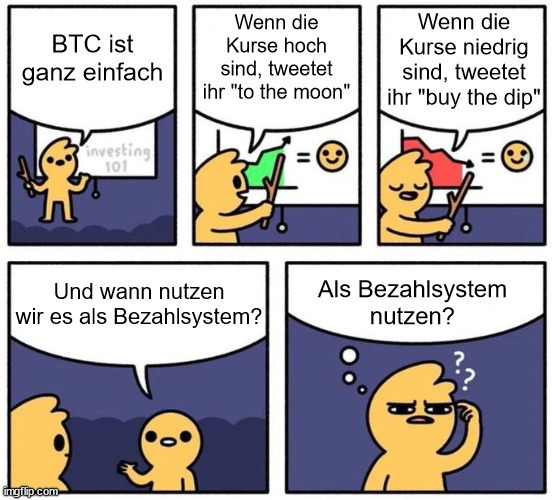 BTC ist
ganz einfach
investing
101
Wenn die
Kurse hoch
sind, tweetet
ihr "to the moon"
=
Wenn die
Kurse niedrig
sind, tweetet
ihr "buy the dip"
=
Und wann nutzen
wir es als Bezahlsystem?
Als Bezahlsystem
nutzen?
? ?
?
imgflip.com